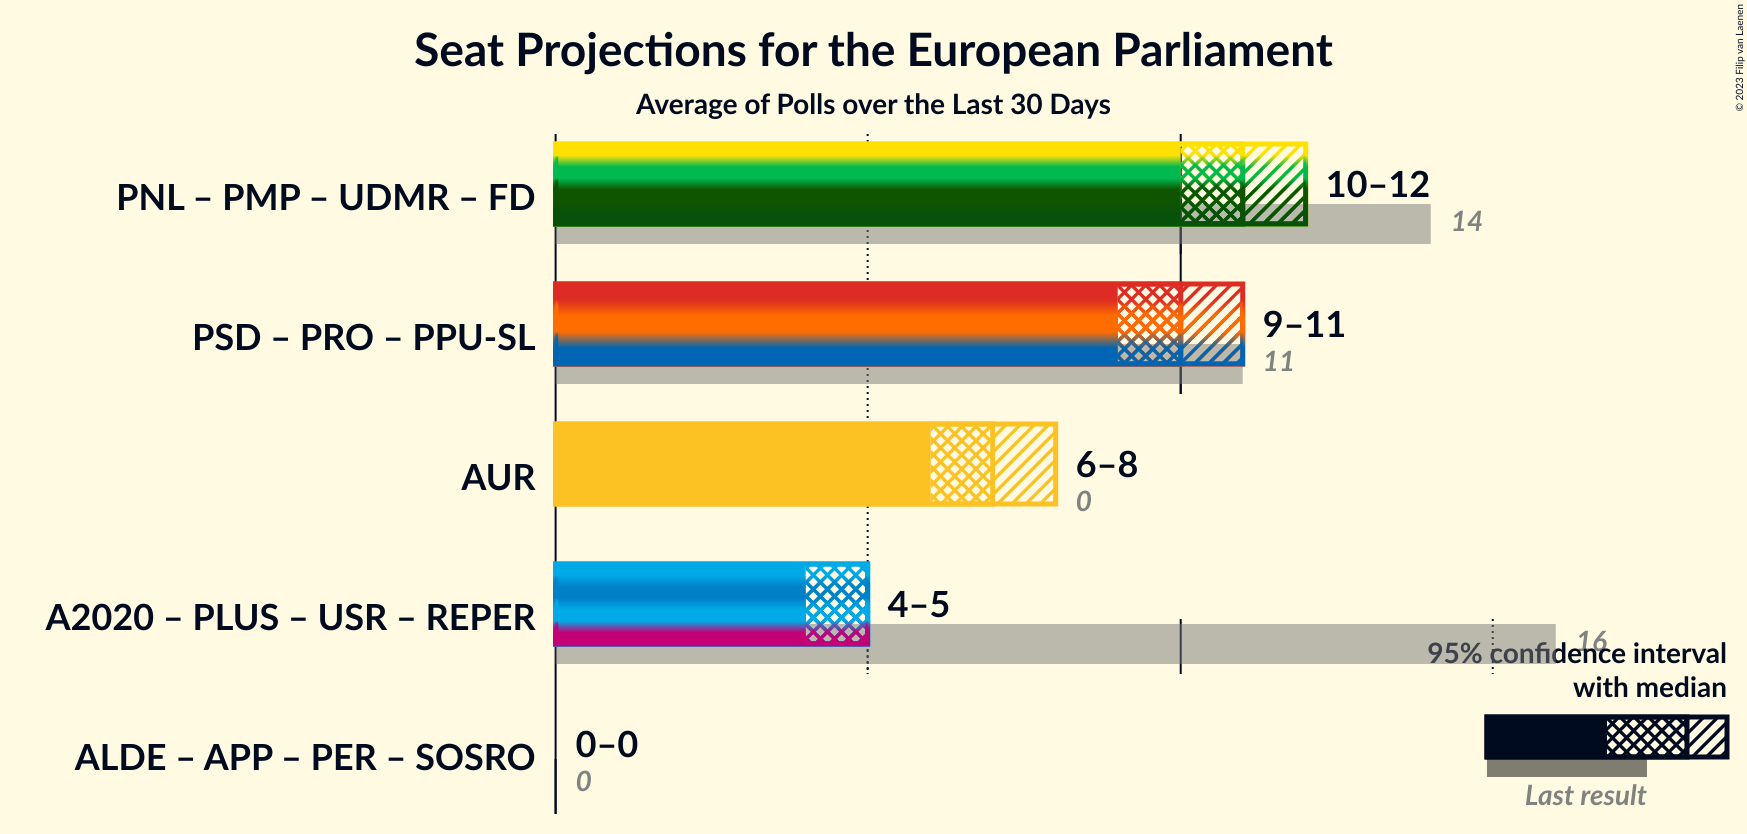 Seat Projections for the European Parliament
Average of Polls over the Last 30 Days
© 2023 Filip van Laenen
PNL – PMP – UDMR – FD
10–12
14
PSD – PRO – PPU-SL
9–11
11
AUR
6–8
0
A2020 – PLUS – USR – REPER
4–5
16
ALDE – APP – PER – SOSRO
0–0
0
95% confidence interval
with median
Last result